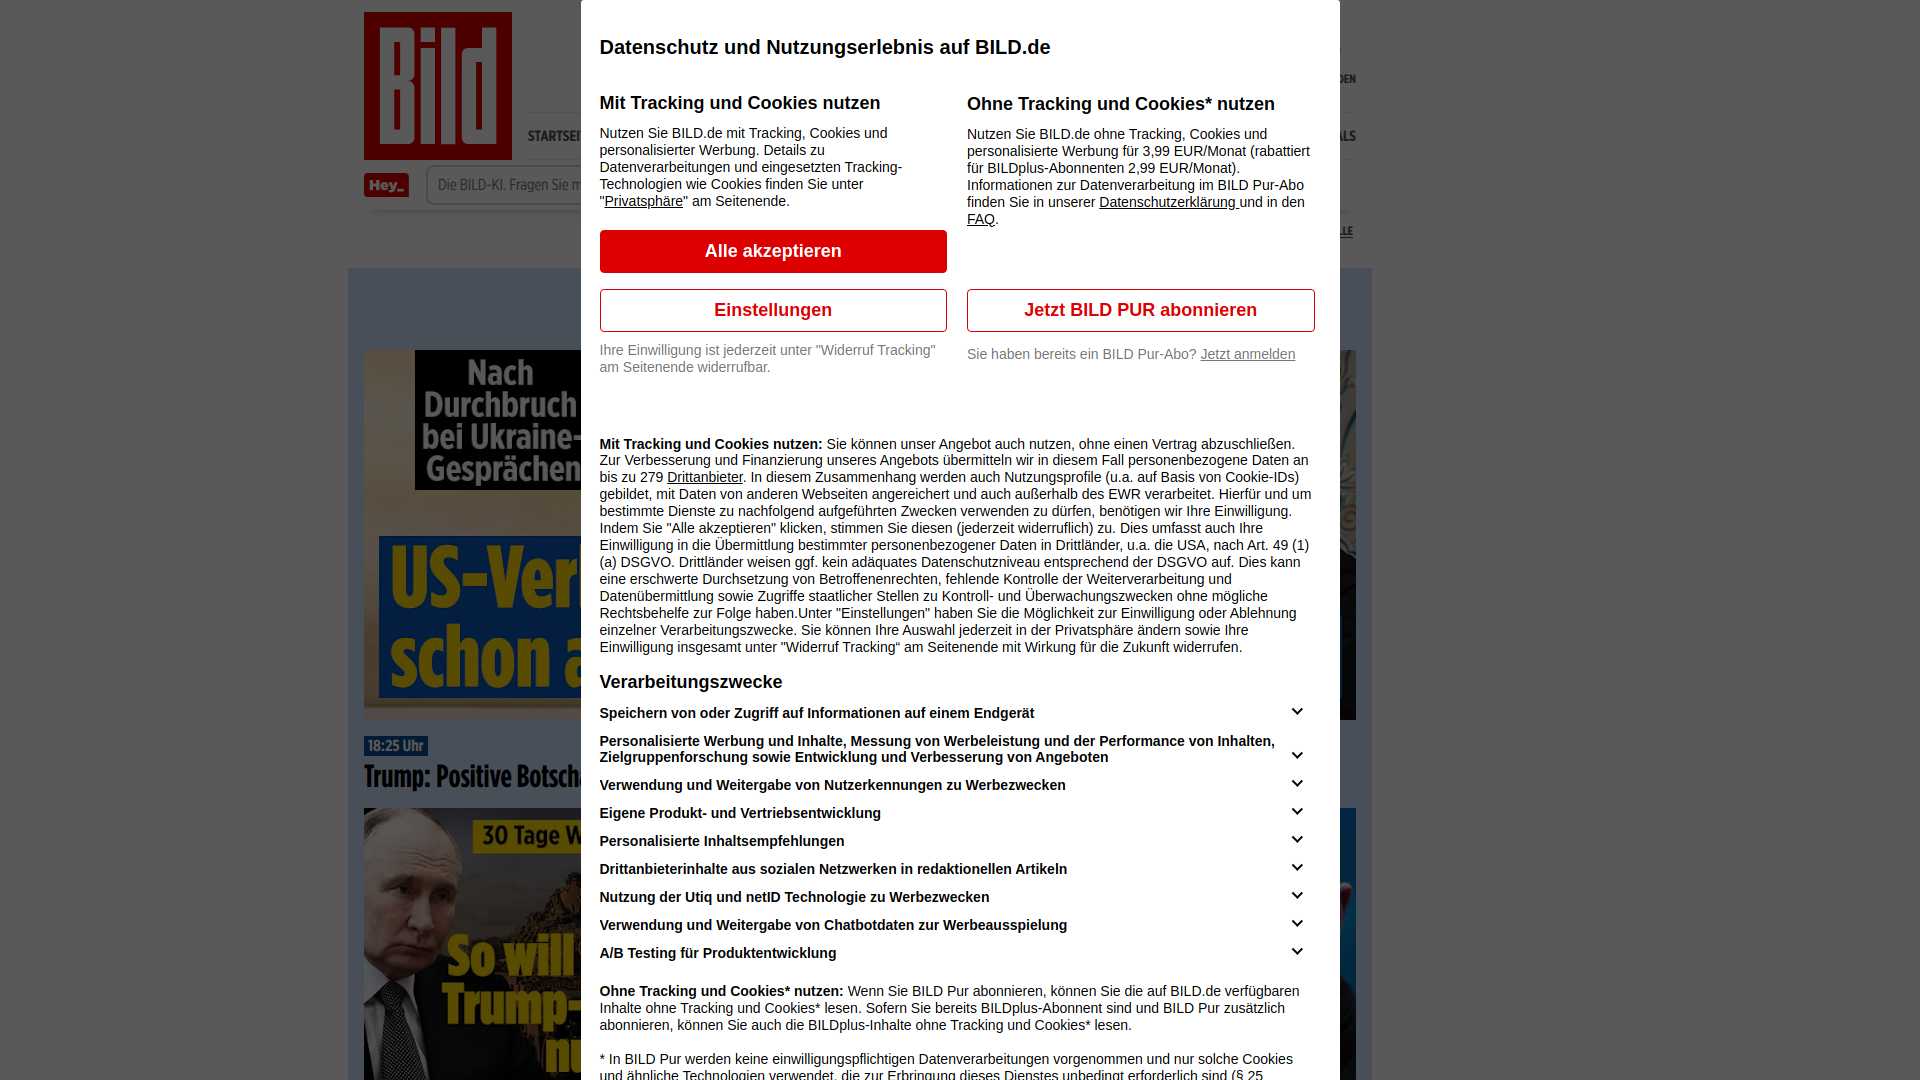 Bild
Datenschutz und Nutzungserlebnis auf BILD.de
Mit Tracking und Cookies nutzen
Nutzen Sie BILD.de mit Tracking, Cookies und
personalisierter Werbung. Details zu
Datenverarbeitungen und eingesetzten Tracking-
Technologien wie Cookies finden Sie unter
"Privatsphäre" am Seitenende.
Alle akzeptieren
Einstellungen
Ihre Einwilligung ist jederzeit unter "Widerruf Tracking"
am Seitenende widerrufbar.
Ohne Tracking und Cookies* nutzen
Nutzen Sie BILD.de ohne Tracking, Cookies und
personalisierte Werbung für 3,99 EUR/Monat (rabattiert
für BILDplus-Abonnenten 2,99 EUR/Monat).
Informationen zur Datenverarbeitung im BILD Pur-Abo
finden Sie in unserer Datenschutzerklärung und in den
FAQ.
Jetzt BILD PUR abonnieren
Sie haben bereits ein BILD Pur-Abo? Jetzt anmelden
Mit Tracking und Cookies nutzen: Sie können unser Angebot auch nutzen, ohne einen Vertrag abzuschließen.
Zur Verbesserung und Finanzierung unseres Angebots übermitteln wir in diesem Fall personenbezogene Daten an
bis zu 279 Drittanbieter. In diesem Zusammenhang werden auch Nutzungsprofile (u.a. auf Basis von Cookie-IDs)
gebildet, mit Daten von anderen Webseiten angereichert und auch außerhalb des EWR verarbeitet. Hierfür und um
bestimmte Dienste zu nachfolgend aufgeführten Zwecken verwenden zu dürfen, benötigen wir Ihre Einwilligung.
Indem Sie "Alle akzeptieren" klicken, stimmen Sie diesen (jederzeit widerruflich) zu. Dies umfasst auch Ihre
Einwilligung in die Übermittlung bestimmter personenbezogener Daten in Drittländer, u.a. die USA, nach Art. 49 (1)
(a) DSGVO. Drittländer weisen ggf. kein adäquates Datenschutzniveau entsprechend der DSGVO auf. Dies kann
eine erschwerte Durchsetzung von Betroffenenrechten, fehlende Kontrolle der Weiterverarbeitung und
Datenübermittlung sowie Zugriffe staatlicher Stellen zu Kontroll- und Überwachungszwecken ohne mögliche
Rechtsbehelfe zur Folge haben.Unter "Einstellungen" haben Sie die Möglichkeit zur Einwilligung oder Ablehnung
einzelner Verarbeitungszwecke. Sie können Ihre Auswahl jederzeit in der Privatsphäre ändern sowie Ihre
Einwilligung insgesamt unter "Widerruf Tracking“ am Seitenende mit Wirkung für die Zukunft widerrufen.
Verarbeitungszwecke
Speichern von oder Zugriff auf Informationen auf einem Endgerät
Personalisierte Werbung und Inhalte, Messung von Werbeleistung und der Performance von Inhalten,
Zielgruppenforschung sowie Entwicklung und Verbesserung von Angeboten
Verwendung und Weitergabe von Nutzerkennungen zu Werbezwecken
Eigene Produkt- und Vertriebsentwicklung
Personalisierte Inhaltsempfehlungen
Drittanbieterinhalte aus sozialen Netzwerken in redaktionellen Artikeln
Nutzung der Utiq und netID Technologie zu Werbezwecken
Verwendung und Weitergabe von Chatbotdaten zur Werbeausspielung
A/B Testing für Produktentwicklung
Ohne Tracking und Cookies* nutzen: Wenn Sie BILD Pur abonnieren, können Sie die auf BILD.de verfügbaren
Inhalte ohne Tracking und Cookies* lesen. Sofern Sie bereits BILDplus-Abonnent sind und BILD Pur zusätzlich
abonnieren, können Sie auch die BILDplus-Inhalte ohne Tracking und Cookies* lesen.
* In BILD Pur werden keine einwilligungspflichtigen Datenverarbeitungen vorgenommen und nur solche Cookies
und ähnliche Technologien verwendet, die zur Erbringung dieses Dienstes unbedingt erforderlich sind (§ 25
STARTSEI
Hey_
Die BILD-KI. Fragen Sie m
Nach
Durchbruch
bei Ukraine-
Gesprächen
US-Ver
schon a
18:25 Uhr
Trump: Positive Botsch
30 Tage W
So will
Trump-
nu
DEN
ALS
LLE